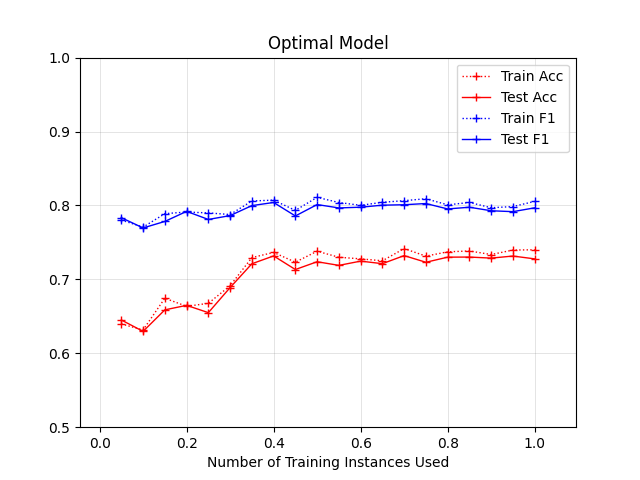 Optimal Model
1.0
0.9
0.8
0.7
0.6
0.5
Train Acc
Test Acc
Train F1
Test F1
0.0 0.2 0.4 0.6 0.8 1.0
Number of Training Instances Used